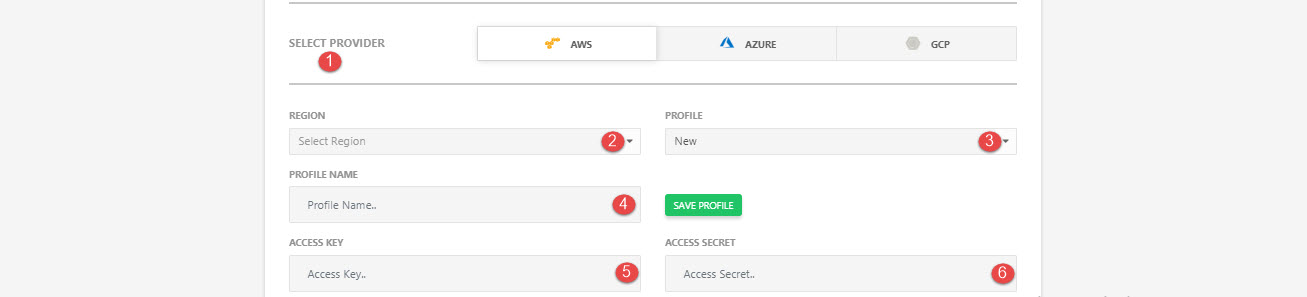 SELECT PROVIDER
1
AWS
AZURE
GCP
REGION
PROFILE
Select Region 2
New 3
PROFILE NAME
Profile Name.. 4
SAVE PROFILE
ACCESS KEY
ACCESS SECRET
Access Key.. 5
Access Secret.. 6